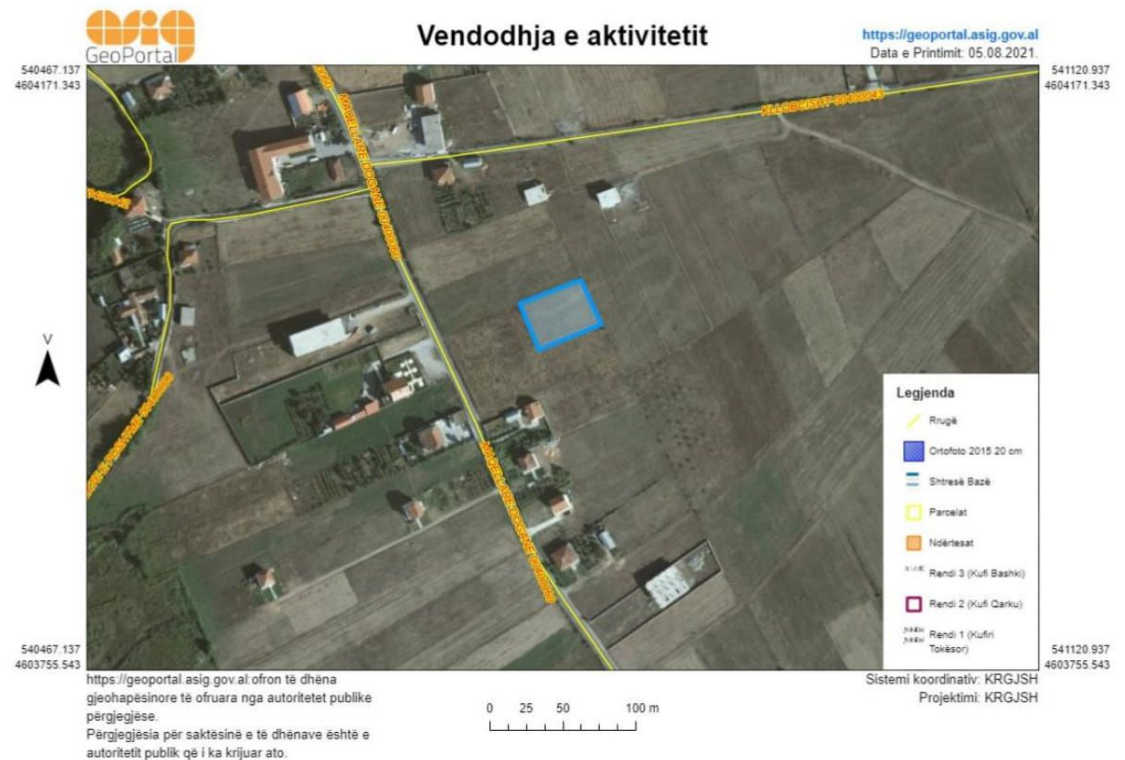 asig
GeoPortal
Vendodhja e aktivitetit
https://geoportal.asig.gov.al
Data e Printimit: 05.08.2021.
540467.137
4604171.343
541120.937
4604171.343
V
Legjenda
Rrugë
Ortofoto 2015 20 cm
Shtresë Bazë
Parcelat
Ndërtesat
Rendi 3 (Kufi Bashki)
Rendi 2 (Kufi Qarku)
Rendi 1 (Kufiri
Tokësor)
540467.137
4603755.543
541120.937
4603755.543
https://geoportal.asig.gov.al:ofron të dhëna
gjeohapësinore të ofruara nga autoritetet publike
përgjegjëse.
Përgjegjësia për saktësinë e të dhënave është e
autoritetit publik që i ka krijuar ato.
0 25 50 100 m
Sistemi koordinativ: KRGJSH
Projektimi: KRGJSH